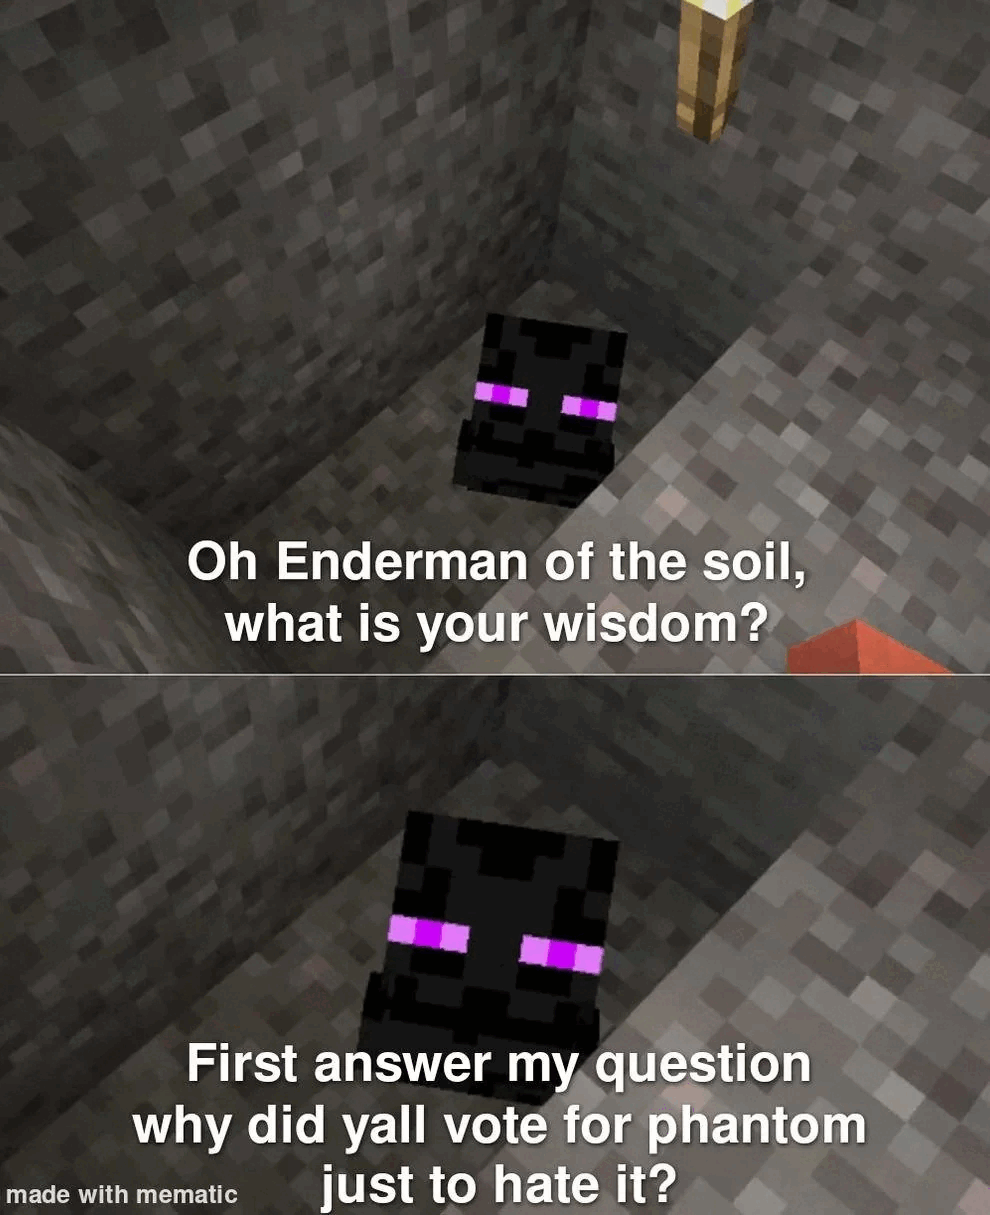 Oh Enderman of the soil,
what is your wisdom?
First answer my question
why did yall vote for phantom
just to hate it?
made with mematic